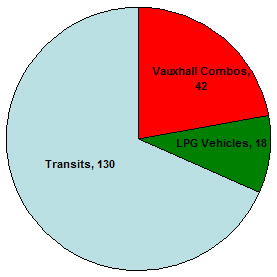 Vauxhall Combos,
42
LPG Vehicles, 18
Transits, 130